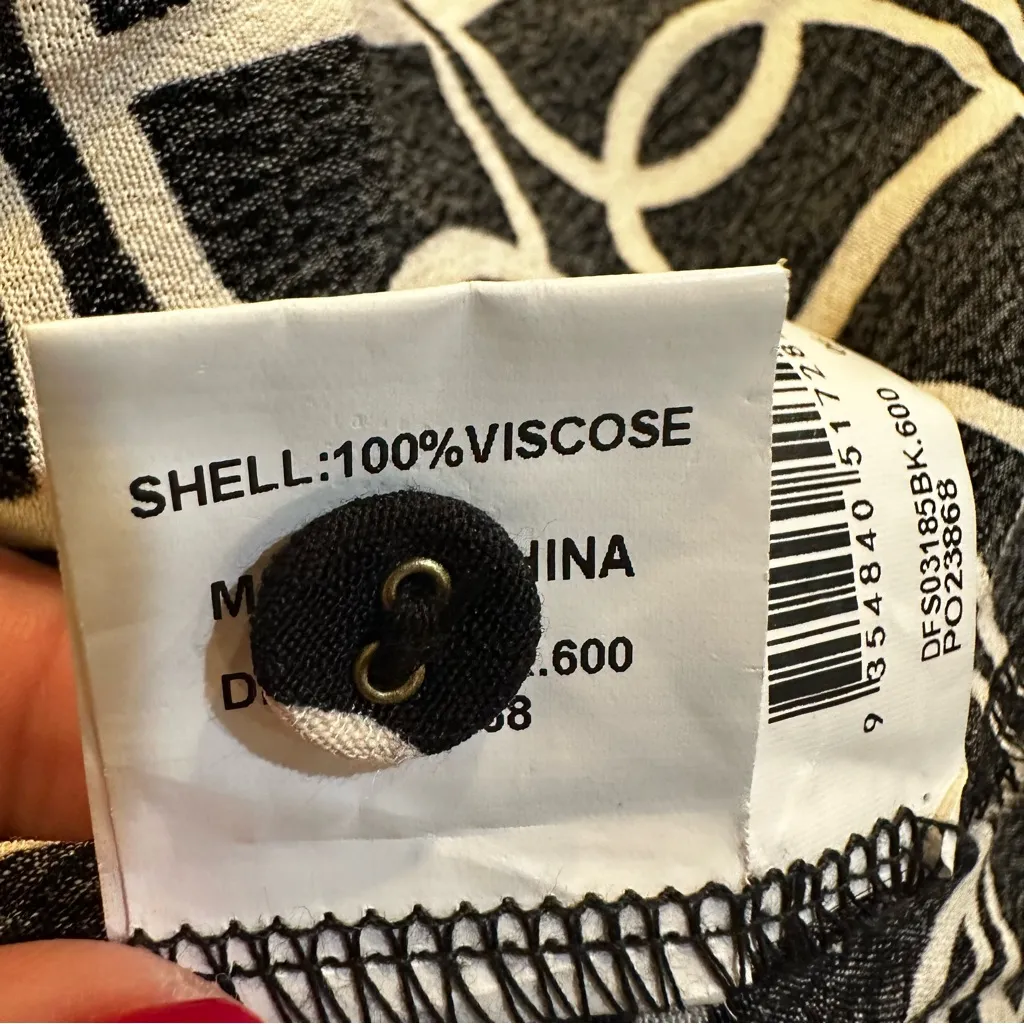 SHELL:100%VISCOSE
M HINA
D .600
68
9 354840 51728
DFS03185BK.600
PO23868